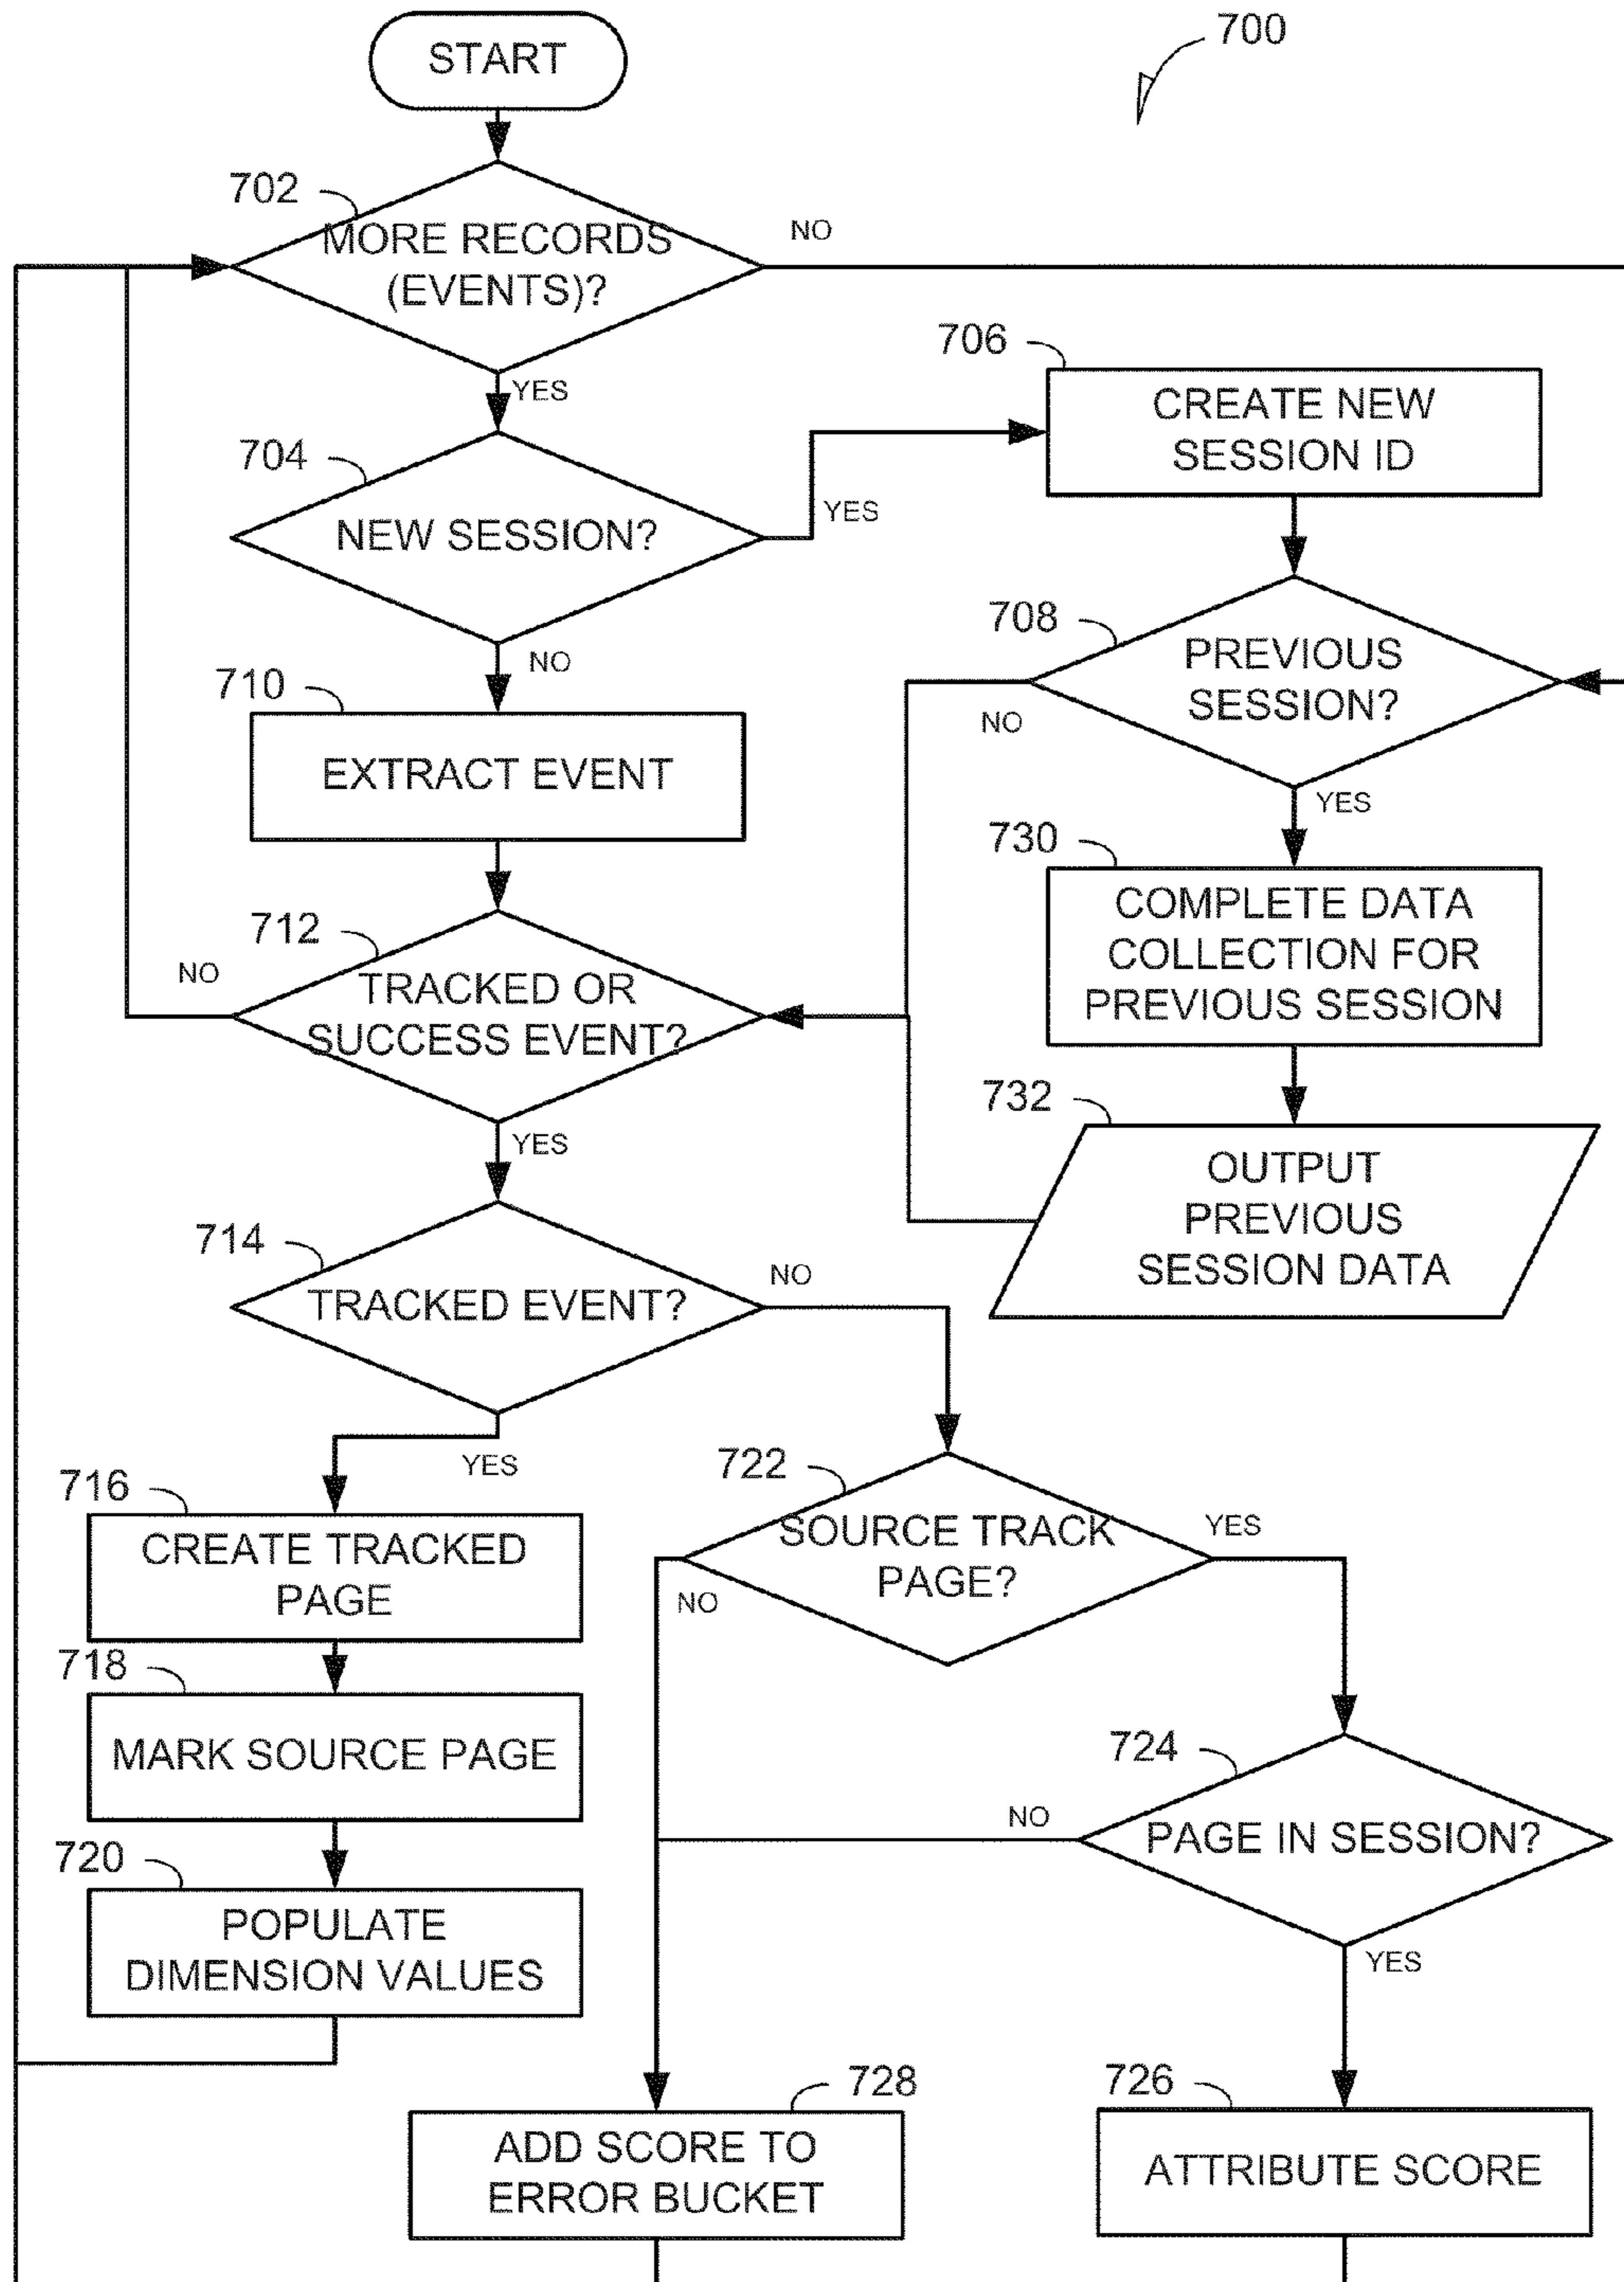 START
700
702
MORE RECORDS
(EVENTS)?
NO
YES
706
CREATE NEW
SESSION ID
704
NEW SESSION?
YES
NO
708
PREVIOUS
SESSION?
NO
YES
710
EXTRACT EVENT
730
COMPLETE DATA
COLLECTION FOR
PREVIOUS SESSION
712
TRACKED OR
SUCCESS EVENT?
NO
YES
732
OUTPUT
PREVIOUS
SESSION DATA
714
TRACKED EVENT?
NO
YES
716
CREATE TRACKED
PAGE
722
SOURCE TRACK
PAGE?
YES
NO
718
MARK SOURCE PAGE
724
PAGE IN SESSION?
NO
YES
720
POPULATE
DIMENSION VALUES
728
ADD SCORE TO
ERROR BUCKET
726
ATTRIBUTE SCORE